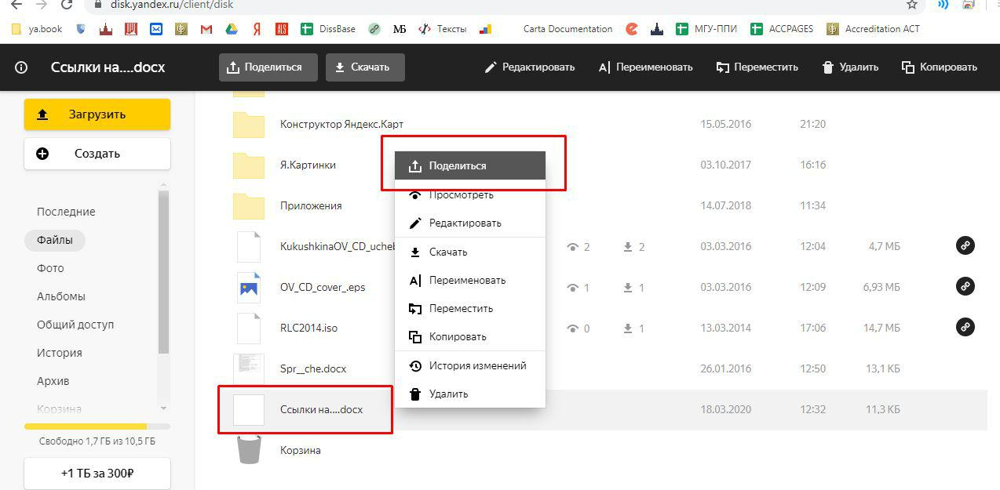 disk.yandex.ru/client/disk
ya.book
DissBase
МБ
Тексты
Carta Documentation
МГУ-ППИ
ACCPAGES
Accreditation ACT
Ссылки на....docx
Поделиться
Скачать
Редактировать
Переименовать
Переместить
Удалить
Копировать
Загрузить
Создать
Последние
Файлы
Фото
Альбомы
Общий доступ
История
Архив
Корзина
Свободно 1,7 ГБ из 10,5 ГБ
+1 ТБ за 300₽
Конструктор Яндекс.Карт 15.05.2016 21:20
Я.Картинки 03.10.2017 16:16
Приложения 14.07.2018 11:34
KukushkinaOV_CD_ucheb 2 2 03.03.2016 12:04 4,7 МБ
OV_CD_cover_.eps 1 1 03.03.2016 12:09 6,93 МБ
RLC2014.iso 0 1 13.03.2014 17:06 14,7 МБ
Spr__che.docx 26.01.2016 12:50 13,1 КБ
Ссылки на....docx 18.03.2020 12:32 11,3 КБ
Корзина
Поделиться
Просмотреть
Редактировать
Скачать
Переименовать
Переместить
Копировать
История изменений
Удалить